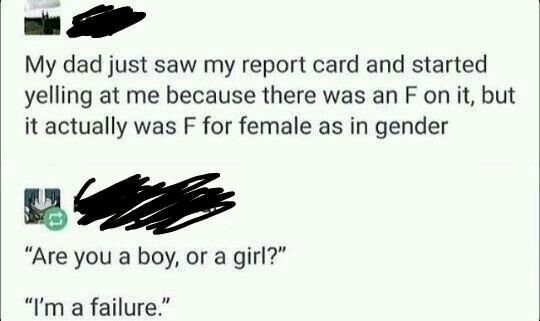 My dad just saw my report card and started
yelling at me because there was an F on it, but
it actually was F for female as in gender
“Are you a boy, or a girl?”
“I'm a failure.”